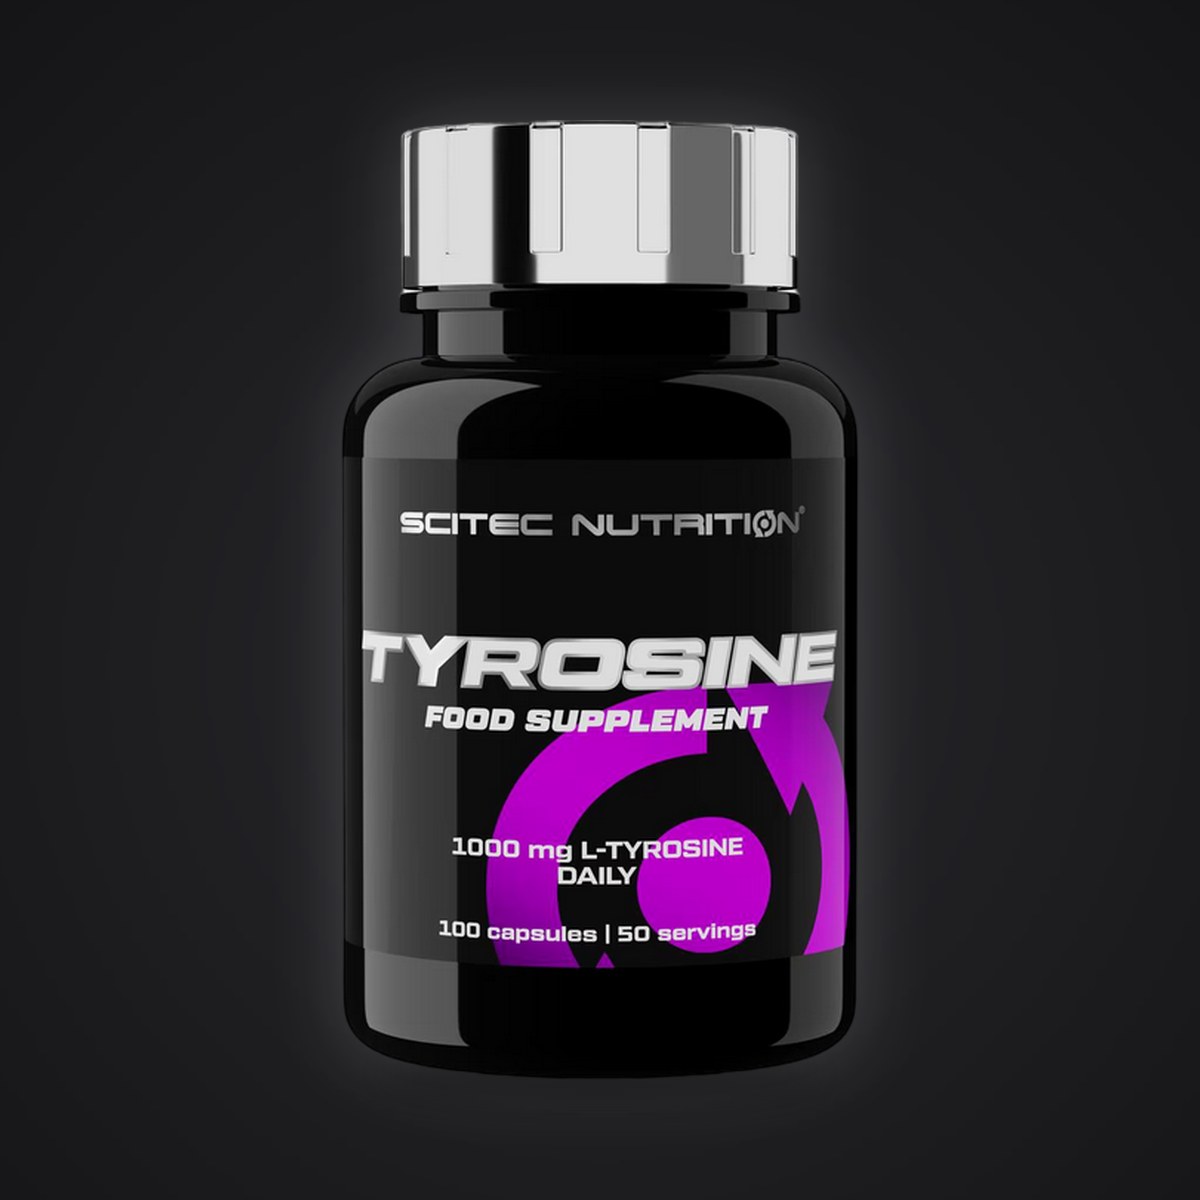 SCITEC NUTRITION®
TYROSINE
FOOD SUPPLEMENT
1000 mg L-TYROSINE
DAILY
100 capsules | 50 servings